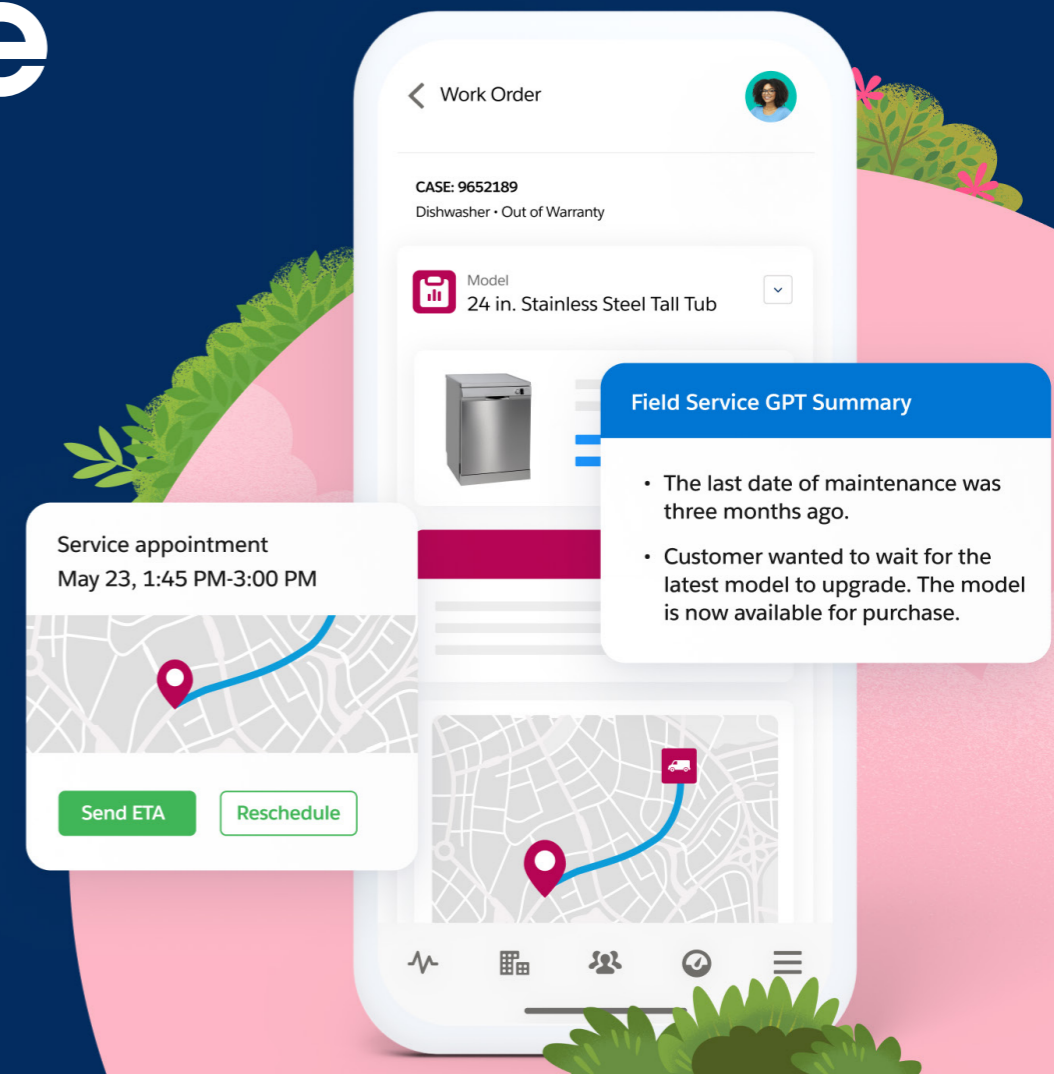 e
Work Order
CASE: 9652189
Dishwasher • Out of Warranty
Model
24 in. Stainless Steel Tall Tub
Field Service GPT Summary
• The last date of maintenance was
three months ago.
• Customer wanted to wait for the
latest model to upgrade. The model
is now available for purchase.
Service appointment
May 23, 1:45 PM-3:00 PM
Send ETA
Reschedule